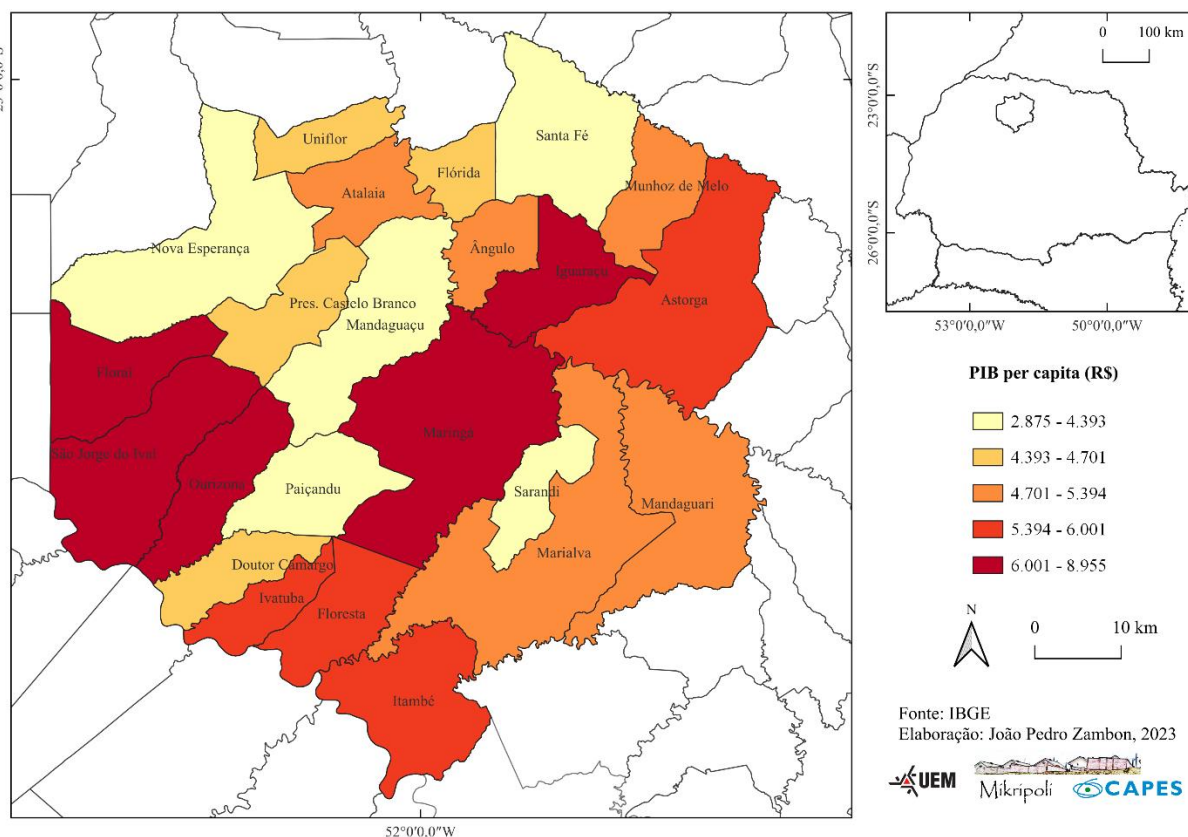 Uniflor
Santa Fé
Flórida
Atalaia
Munhoz de Melo
Nova Esperança
Ângulo
Iguaraçu
Pres. Castelo Branco
Astorga
Mandaguaçu
Floraí
Maringá
São Jorge do Ivaí
Ourizona
Paiçandu
Sarandi
Mandaguari
Marialva
Doutor Camargo
Ivatuba
Floresta
Itambé
52°0'0,0"W
0 100 km
23°0'0,0"S
26°0'0,0"S
53°0'0,0"W
50°0'0,0"W
PIB per capita (R$)
2.875 - 4.393
4.393 - 4.701
4.701 - 5.394
5.394 - 6.001
6.001 - 8.955
N
0 10 km
Fonte: IBGE
Elaboração: João Pedro Zambon, 2023
UEM
Mikripoli
CAPES